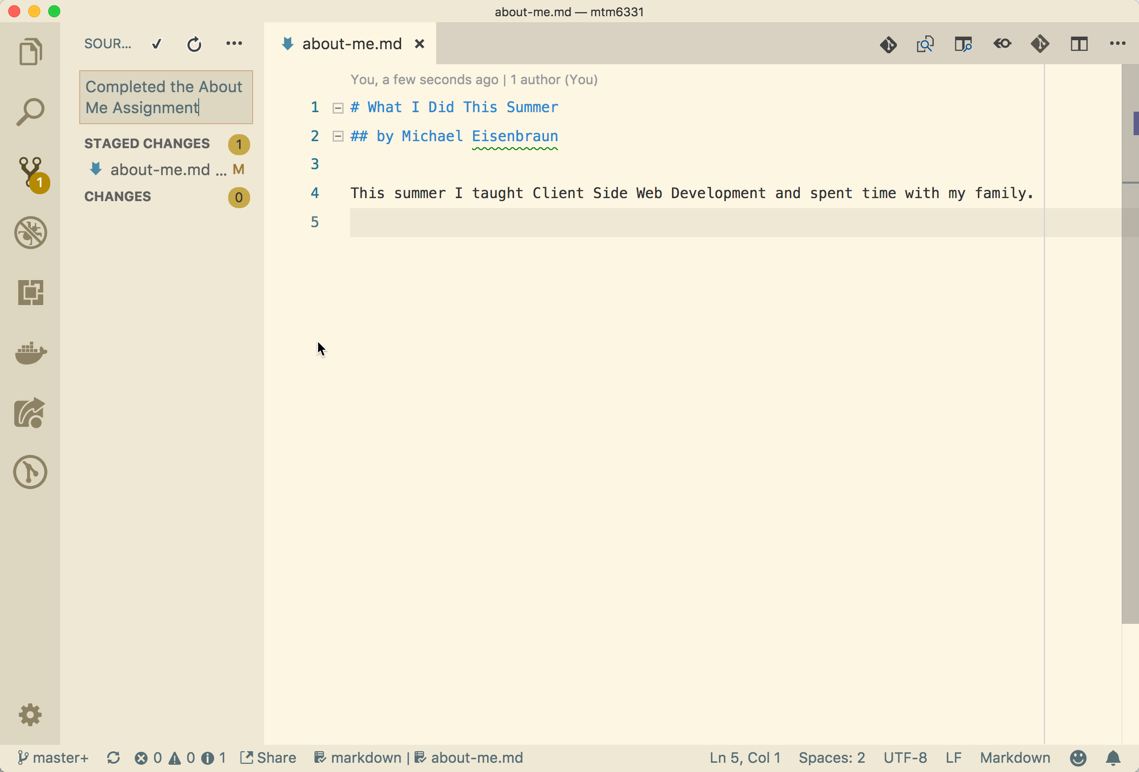 about-me.md — mtm6331
SOUR...
about-me.md
Completed the About
Me Assignment
STAGED CHANGES 1
about-me.md ... M
CHANGES 0
1
You, a few seconds ago | 1 author (You)
1 # What I Did This Summer
2 ## by Michael Eisenbraun
3
4 This summer I taught Client Side Web Development and spent time with my family.
5
master+ 0 0 1 Share markdown | about-me.md Ln 5, Col 1 Spaces: 2 UTF-8 LF Markdown